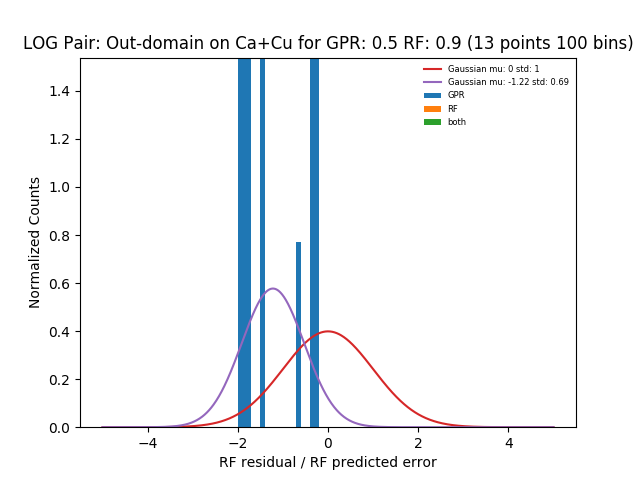 LOG Pair: Out-domain on Ca+Cu for GPR: 0.5 RF: 0.9 (13 points 100 bins)
Gaussian mu: 0 std: 1
Gaussian mu: -1.22 std: 0.69
GPR
RF
both
Normalized Counts
1.4
1.2
1.0
0.8
0.6
0.4
0.2
0.0
−4
−2
0
2
4
RF residual / RF predicted error